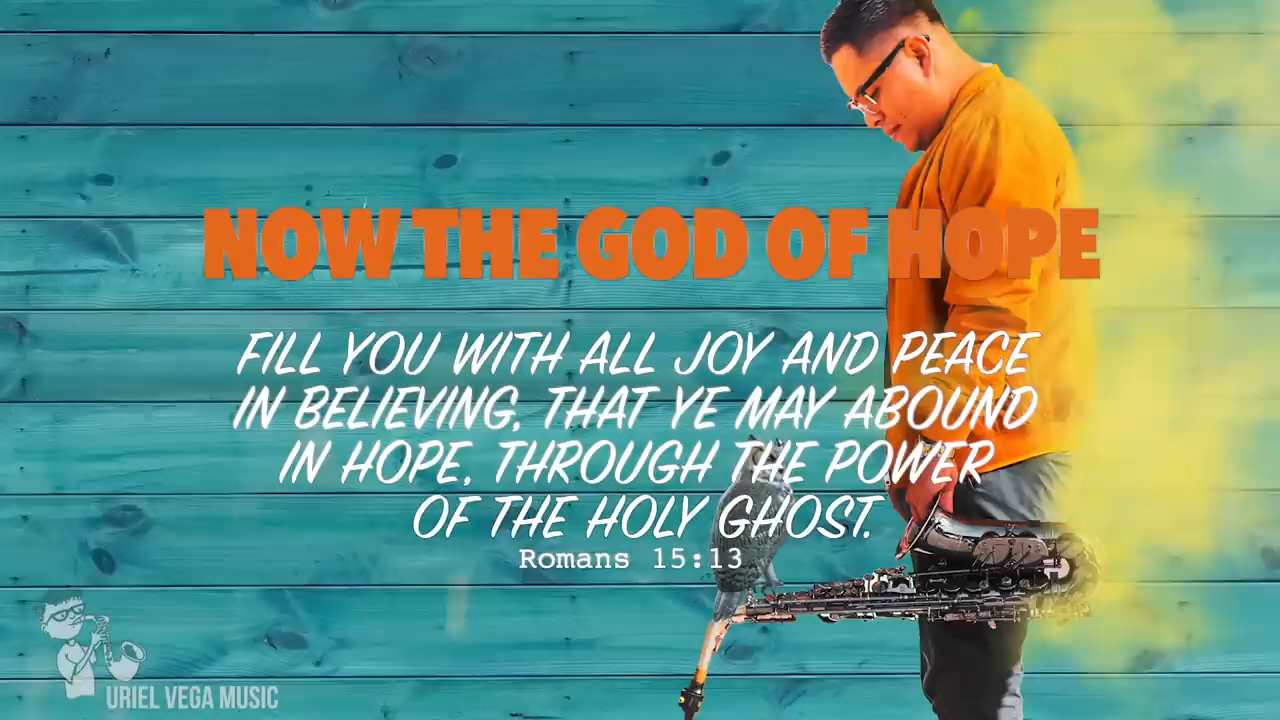 NOW THE GOD OF HOPE
FILL YOU WITH ALL JOY AND PEACE
IN BELIEVING, THAT YE MAY ABOUND
IN HOPE, THROUGH THE POWER
OF THE HOLY GHOST.
Romans 15:13
URIEL VEGA MUSIC